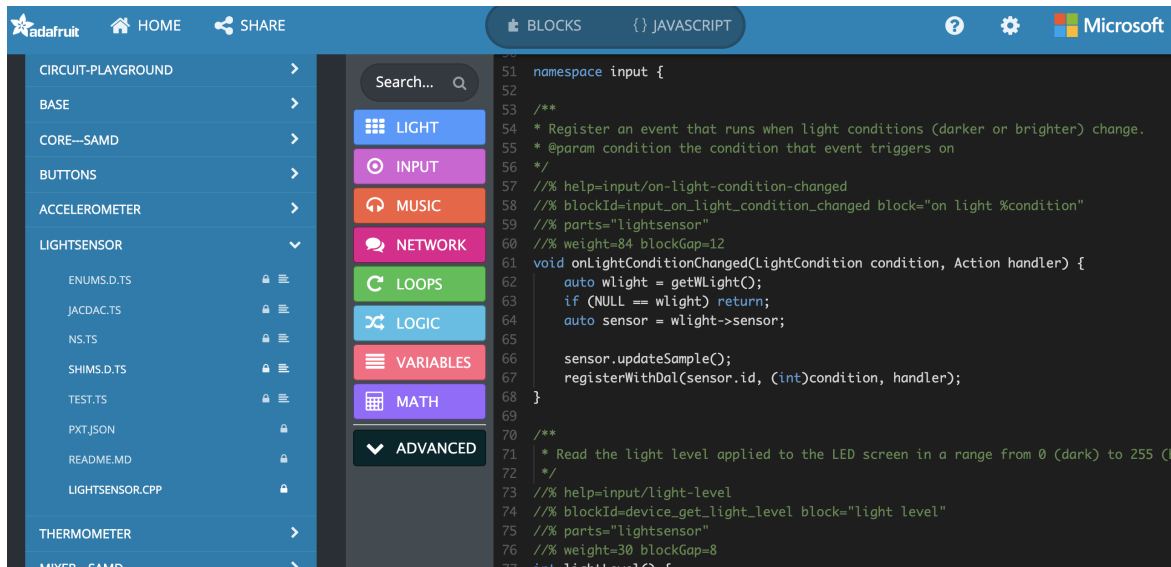 adafruit HOME SHARE BLOCKS {} JAVASCRIPT ? Microsoft
CIRCUIT-PLAYGROUND
BASE
CORE---SAMD
BUTTONS
ACCELEROMETER
LIGHTSENSOR
ENUMS.D.TS
JACDAC.TS
NS.TS
SHIMS.D.TS
TEST.TS
PXT.JSON
README.MD
LIGHTSENSOR.CPP
THERMOMETER
Search...
LIGHT
INPUT
MUSIC
NETWORK
LOOPS
LOGIC
VARIABLES
MATH
ADVANCED
51 namespace input {
52
53 /**
54 * Register an event that runs when light conditions (darker or brighter) change.
55 * @param condition the condition that event triggers on
56 */
57 //% help=input/on-light-condition-changed
58 //% blockId=input_on_light_condition_changed block="on light %condition"
59 //% parts="lightsensor"
60 //% weight=84 blockGap=12
61 void onLightConditionChanged(LightCondition condition, Action handler) {
62 auto wlight = getWLight();
63 if (NULL == wlight) return;
64 auto sensor = wlight->sensor;
65
66 sensor.updateSample();
67 registerWithDal(sensor.id, (int)condition, handler);
68 }
69
70 /**
71 * Read the light level applied to the LED screen in a range from 0 (dark) to 255
72 */
73 //% help=input/light-level
74 //% blockId=device_get_light_level block="light level"
75 //% parts="lightsensor"
76 //% weight=30 blockGap=8